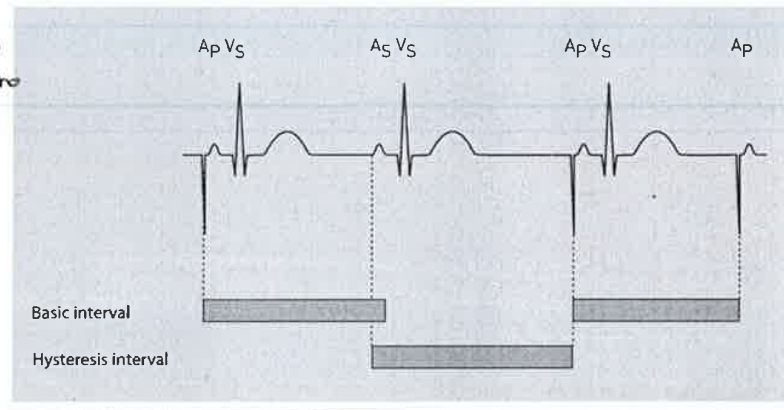 AP VS AS VS AP VS AP
Basic interval
Hysteresis interval